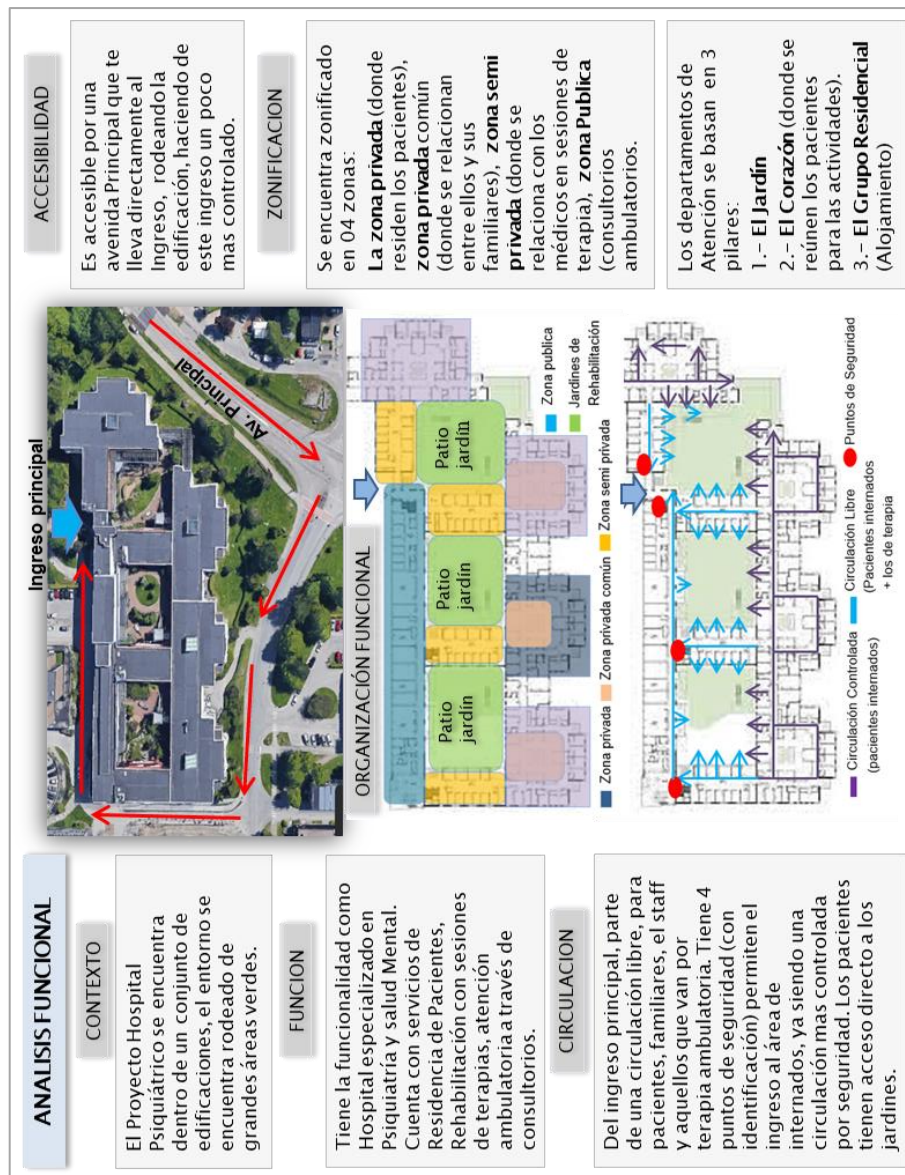 ANALISIS FUNCIONAL
CONTEXTO
El Proyecto Hospital
Psiquiátrico se encuentra
dentro de un conjunto de
edificaciones, el entorno se
encuentra rodeado de
grandes áreas verdes.
FUNCION
Tiene la funcionalidad como
Hospital especializado en
Psiquiatría y salud Mental.
Cuenta con servicios de
Residencia de Pacientes,
Rehabilitación con sesiones
de terapias, atención
ambulatoria a través de
consultorios.
CIRCULACION
Del ingreso principal, parte
de una circulación libre, para
pacientes, familiares, el staff
y aquellos que van por
terapia ambulatoria. Tiene 4
puntos de seguridad (con
identificación) permiten el
ingreso al área de
internados, ya siendo una
circulación mas controlada
por seguridad. Los pacientes
tienen acceso directo a los
jardines.
Ingreso principal
Av. Principal
ORGANIZACIÓN FUNCIONAL
Patio
jardín
Patio
jardín
Patio
jardín
Zona privada
Zona privada común
Zona semi privada
Zona publica
Jardines de
Rehabilitación
Circulación Controlada
(pacientes internados)
Circulación Libre
(Pacientes internados
+ los de terapia
Puntos de Seguridad
ACCESIBILIDAD
Es accesible por una
avenida Principal que te
lleva directamente al
Ingreso, rodeando la
edificación, haciendo de
este ingreso un poco
mas controlado.
ZONIFICACION
Se encuentra zonificado
en 04 zonas:
La zona privada (donde
residen los pacientes),
zona privada común
(donde se relacionan
entre ellos y sus
familiares), zona semi
privada (donde se
relaciona con los
médicos en sesiones de
terapia), zona Publica
(consultorios
ambulatorios.
Los departamentos de
Atención se basan en 3
pilares:
1.- El Jardín
2.- El Corazón (donde se
reúnen los pacientes
para las actividades).
3.- El Grupo Residencial
(Alojamiento)